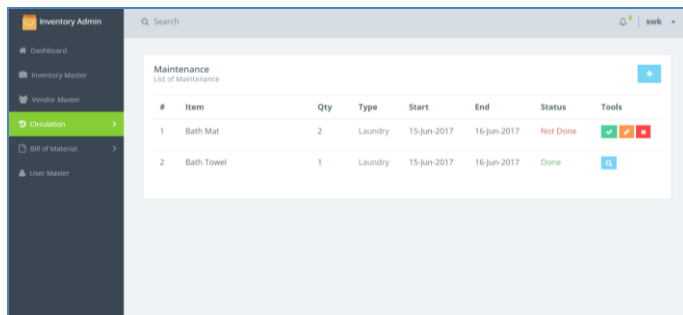 Inventory Admin
Search
swk
Dashboard
Inventory Master
Vendor Master
Circulation
Bill of Material
User Master
Maintenance
List of Maintenance
# Item Qty Type Start End Status Tools
1 Bath Mat 2 Laundry 15-Jun-2017 16-Jun-2017 Not Done
2 Bath Towel 1 Laundry 15-Jun-2017 16-Jun-2017 Done